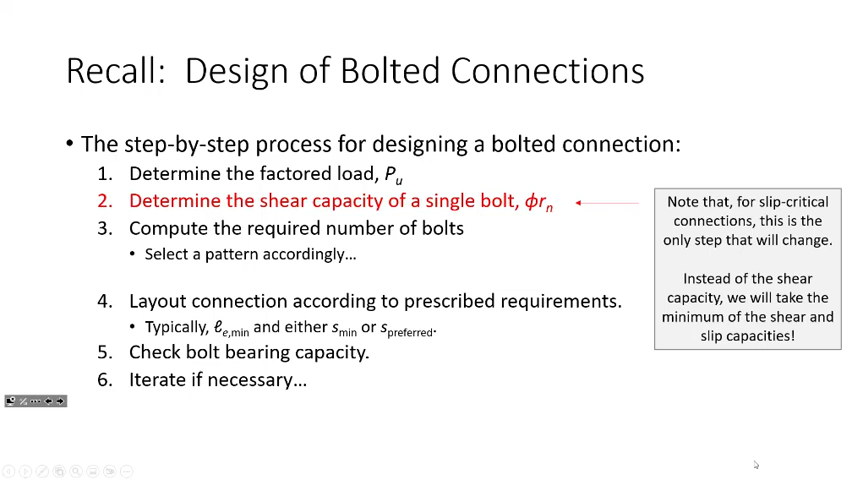 Recall: Design of Bolted Connections
• The step-by-step process for designing a bolted connection:
1. Determine the factored load, Pu
2. Determine the shear capacity of a single bolt, ϕrn
3. Compute the required number of bolts
• Select a pattern accordingly...
4. Layout connection according to prescribed requirements.
• Typically, ℓe,min and either smin or spreferred.
5. Check bolt bearing capacity.
6. Iterate if necessary...
Note that, for slip-critical
connections, this is the
only step that will change.
Instead of the shear
capacity, we will take the
minimum of the shear and
slip capacities!